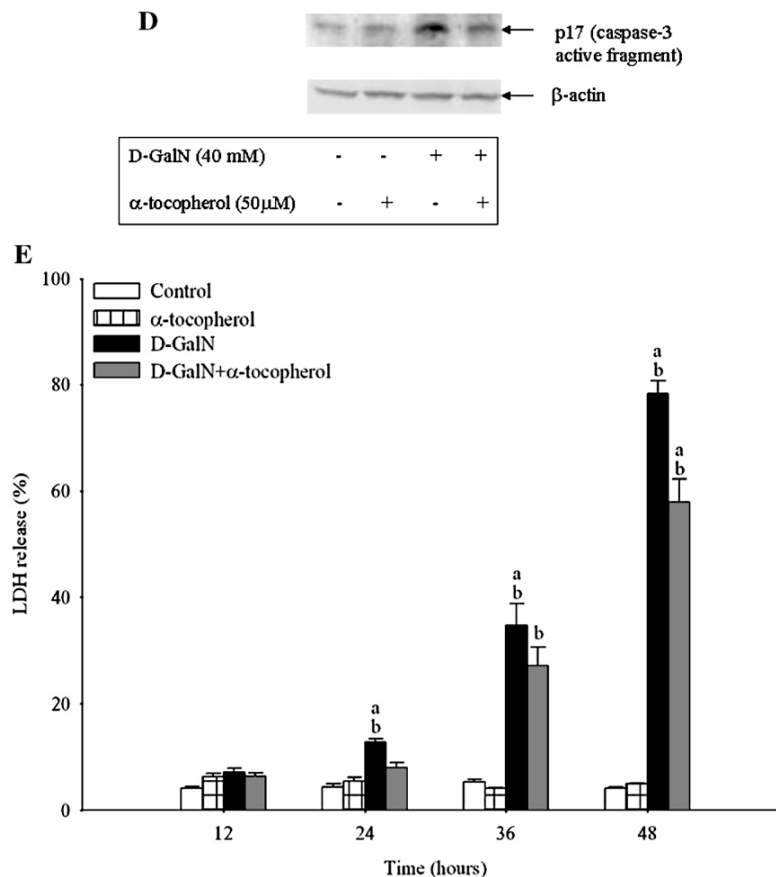 D
p17 (caspase-3
active fragment)
β-actin
D-GalN (40 mM) - - + +
α-tocopherol (50μM) - + - +
E
100
80
60
40
20
0
LDH release (%)
Control
α-tocopherol
D-GalN
D-GalN+α-tocopherol
a
b
a
b
b
a
b
a
b
12 24 36 48
Time (hours)